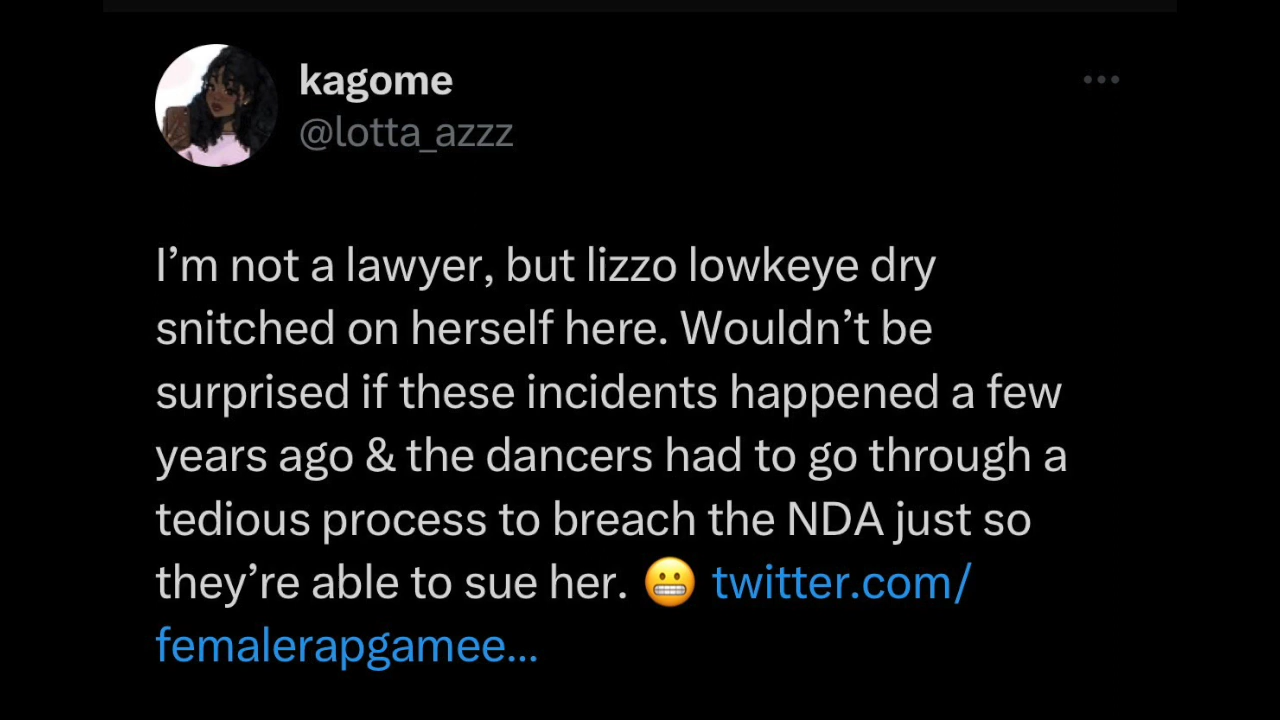 kagome
@lotta_azzz
I’m not a lawyer, but lizzo lowkeye dry
snitched on herself here. Wouldn’t be
surprised if these incidents happened a few
years ago & the dancers had to go through a
tedious process to breach the NDA just so
they’re able to sue her. 😬 twitter.com/
femalerapgamee...